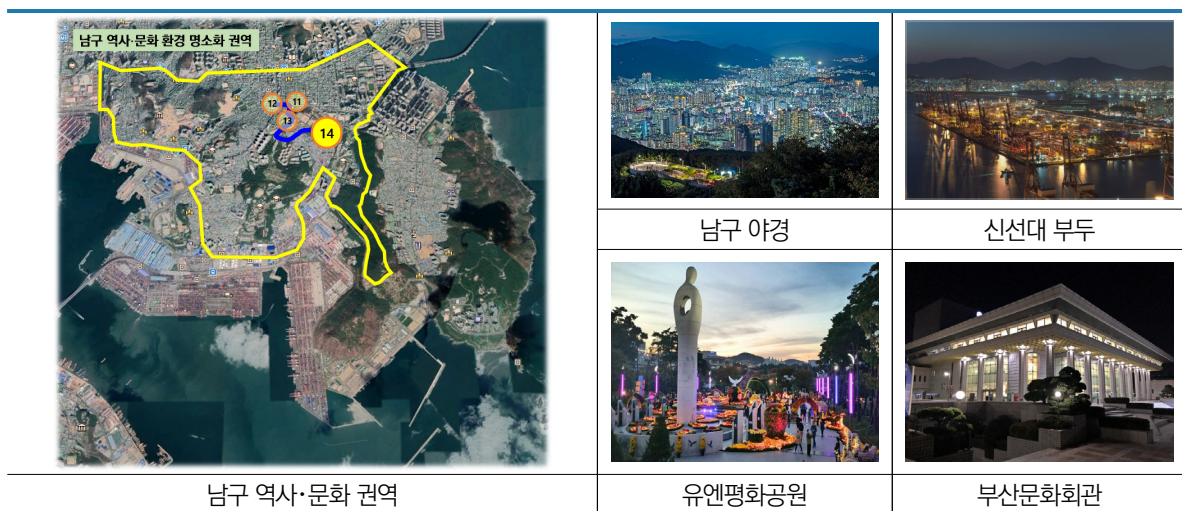 남구 역사·문화 환경 명소화 권역
12
11
13
14
남구 야경
신선대 부두
남구 역사·문화 권역
유엔평화공원
부산문화회관